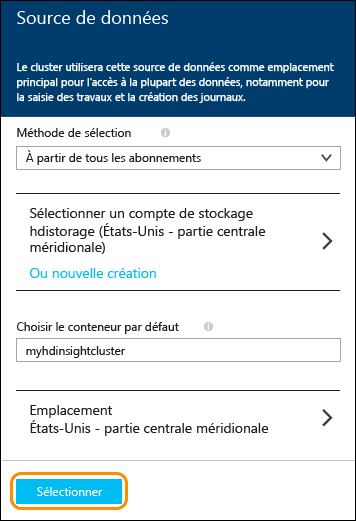 Source de données
Le cluster utilisera cette source de données comme emplacement
principal pour l'accès à la plupart des données, notamment pour
la saisie des travaux et la création des journaux.
Méthode de sélection
À partir de tous les abonnements
Sélectionner un compte de stockage
hdistorage (États-Unis - partie centrale
méridionale)
Ou nouvelle création
Choisir le conteneur par défaut
myhdinsightcluster
Emplacement
États-Unis - partie centrale méridionale
Sélectionner